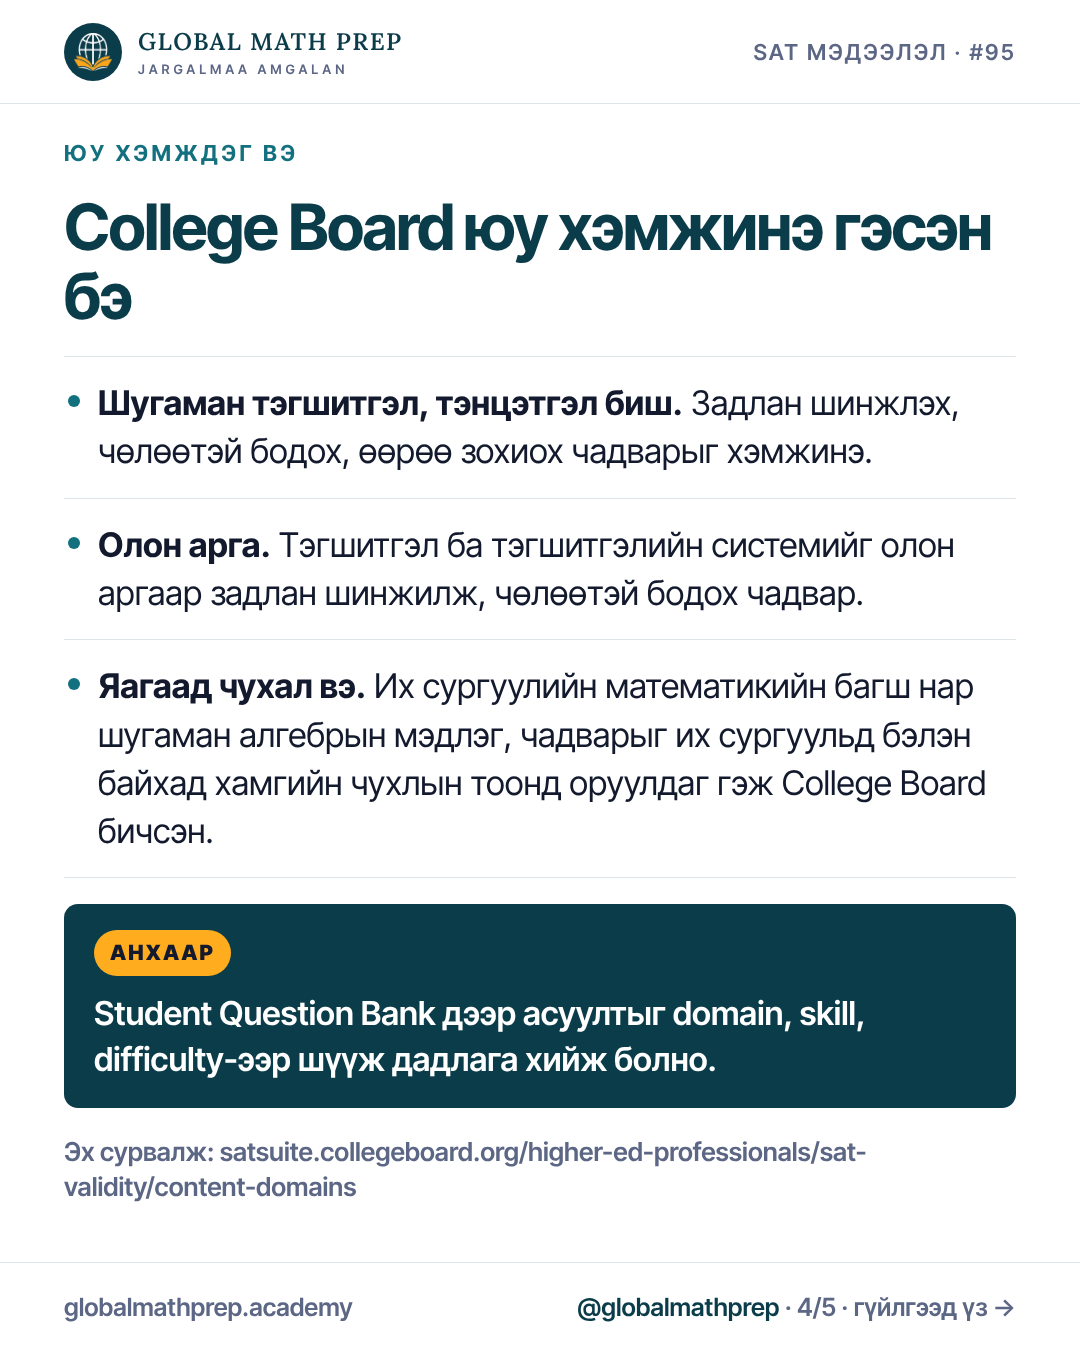 GLOBAL MATH PREP
JARGALMAA AMGALAN
SAT МЭДЭЭЛЭЛ · #95
ЮУ ХЭМЖДЭГ ВЭ
College Board юу хэмжинэ гэсэн
бэ
• Шугаман тэгшитгэл, тэнцэтгэл биш. Задлан шинжлэх,
чөлөөтэй бодох, өөрөө зохиох чадварыг хэмжинэ.
• Олон арга. Тэгшитгэл ба тэгшитгэлийн системийг олон
аргаар задлан шинжилж, чөлөөтэй бодох чадвар.
• Яагаад чухал вэ. Их сургуулийн математикийн багш нар
шугаман алгебрын мэдлэг, чадварыг их сургуульд бэлэн
байхад хамгийн чухлын тоонд оруулдаг гэж College Board
бичсэн.
АНХААР
Student Question Bank дээр асуултыг domain, skill,
difficulty-ээр шүүж дадлага хийж болно.
Эх сурвалж: satsuite.collegeboard.org/higher-ed-professionals/sat-
validity/content-domains
globalmathprep.academy
@globalmathprep · 4/5 · гүйлгээд үз →